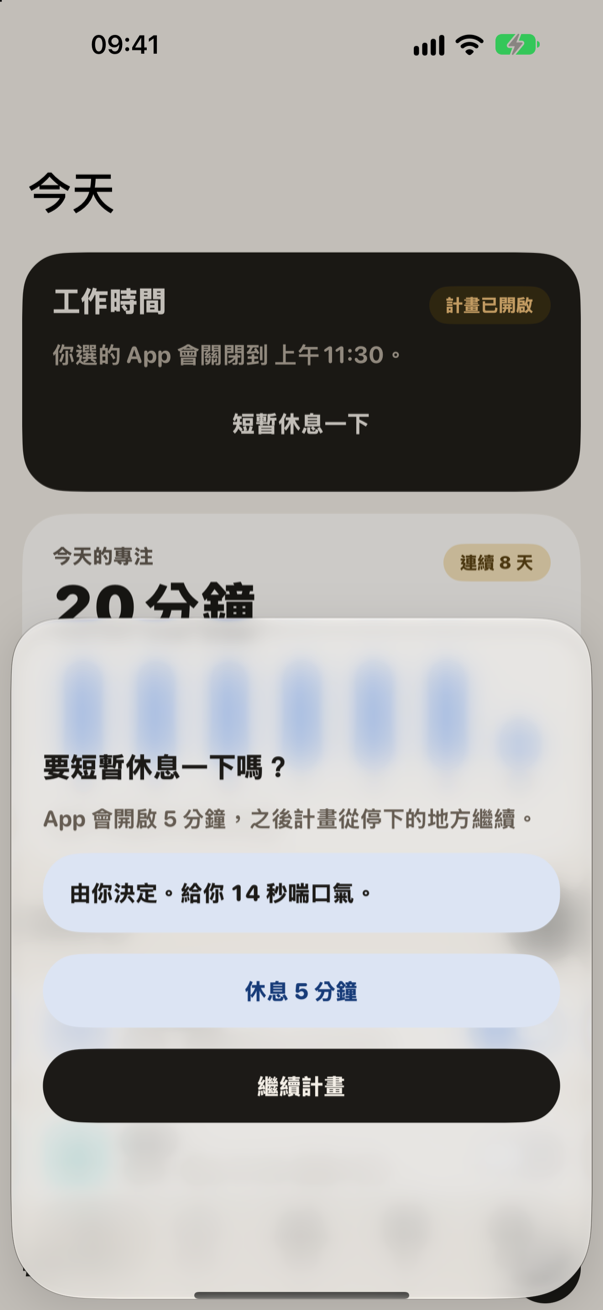 09:41
今天
工作時間
計畫已開啟
你選的 App 會關閉到 上午11:30。
短暫休息一下
今天的專注
連續 8 天
20 分鐘
要短暫休息一下嗎？
App 會開啟 5 分鐘，之後計畫從停下的地方繼續。
由你決定。給你 14 秒喘口氣。
休息 5 分鐘
繼續計畫